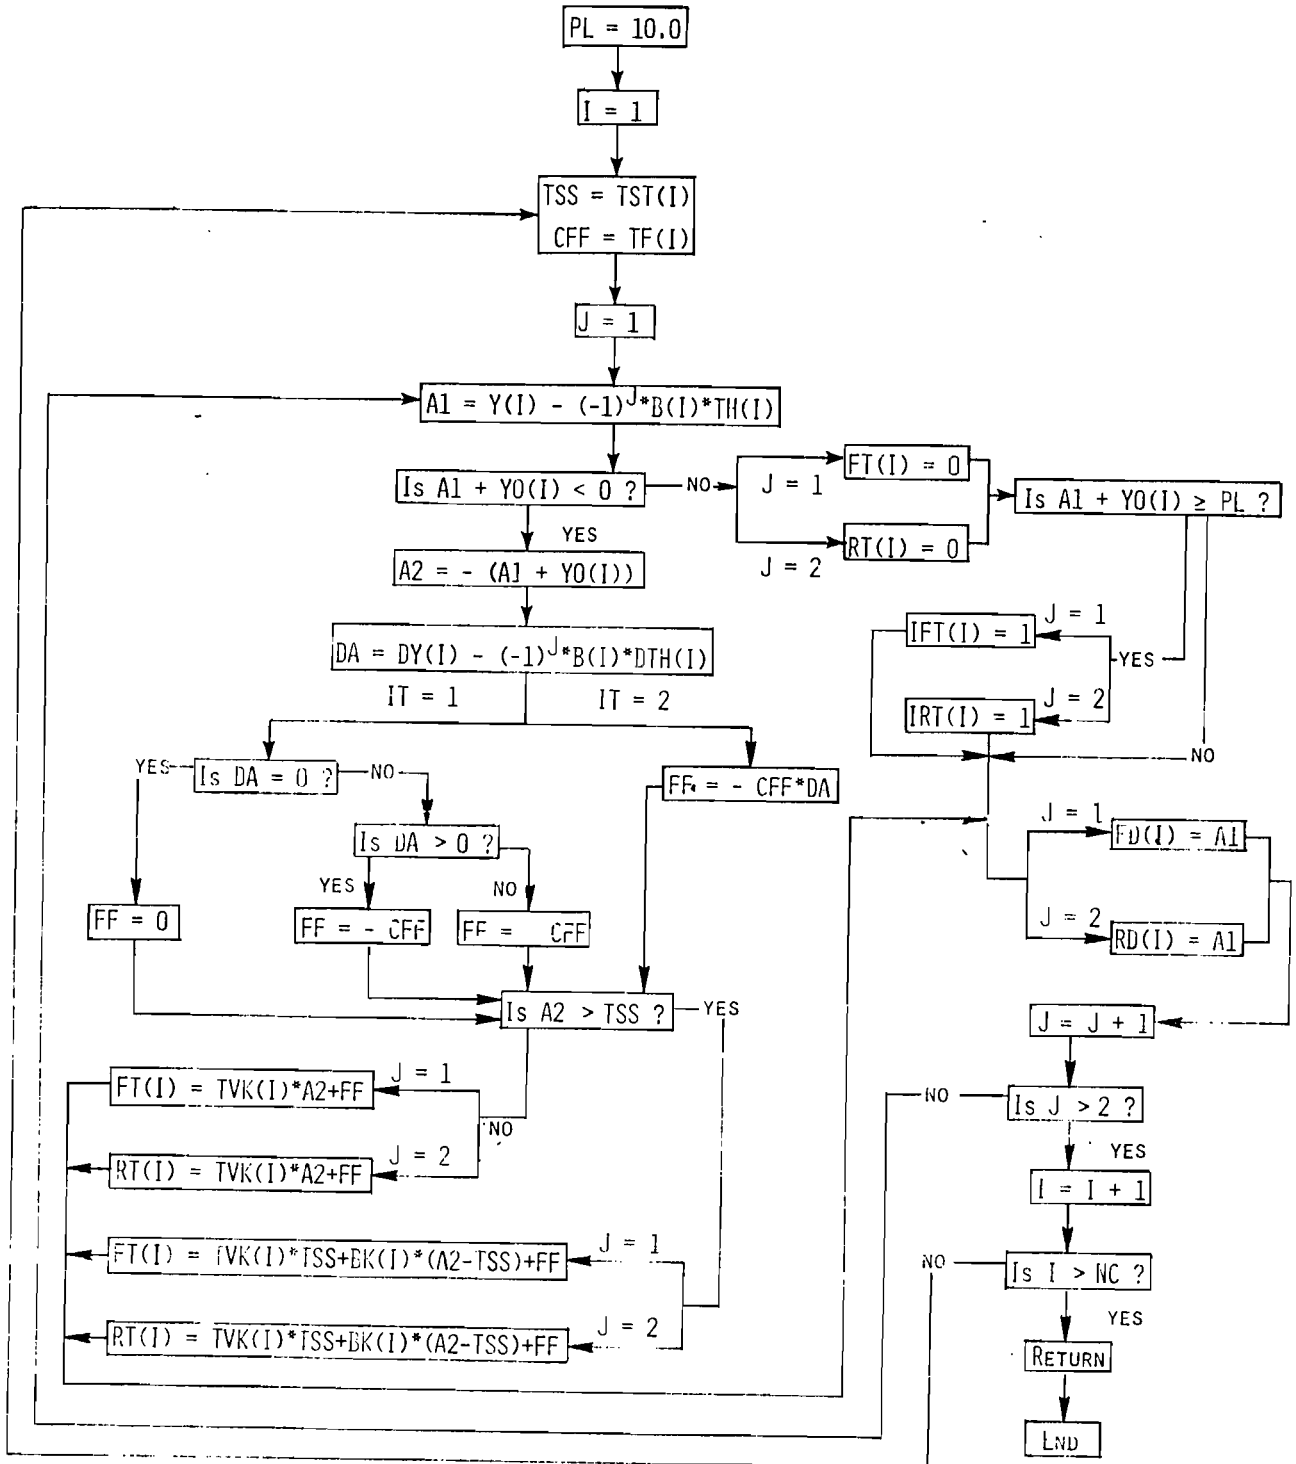 PL = 10.0
I = 1
TSS = TST(I)
CFF = TF(I)
J = 1
A1 = Y(I) - (-1)^J*B(I)*TH(I)
Is A1 + YO(I) < 0 ?
NO
J = 1
J = 2
FT(I) = 0
RT(I) = 0
Is A1 + YO(I) ≥ PL ?
YES
A2 = - (A1 + YO(I))
DA = DY(I) - (-1)^J*B(I)*DTH(I)
IT = 1
IT = 2
IFT(I) = 1
J = 1
YES
IRT(I) = 1
J = 2
NO
YES
Is DA = 0 ?
NO
FF = - CFF*DA
Is DA > 0 ?
YES
NO
FF = 0
FF = - CFF
FF = CFF
J = 1
FD(I) = A1
J = 2
RD(I) = A1
Is A2 > TSS ?
YES
J = J + 1
FT(I) = TVK(I)*A2+FF
J = 1
NO
RT(I) = TVK(I)*A2+FF
J = 2
NO
Is J > 2 ?
YES
I = I + 1
FT(I) = TVK(I)*TSS+BK(I)*(A2-TSS)+FF
J = 1
NO
Is I > NC ?
YES
RT(I) = TVK(I)*TSS+BK(I)*(A2-TSS)+FF
J = 2
RETURN
END